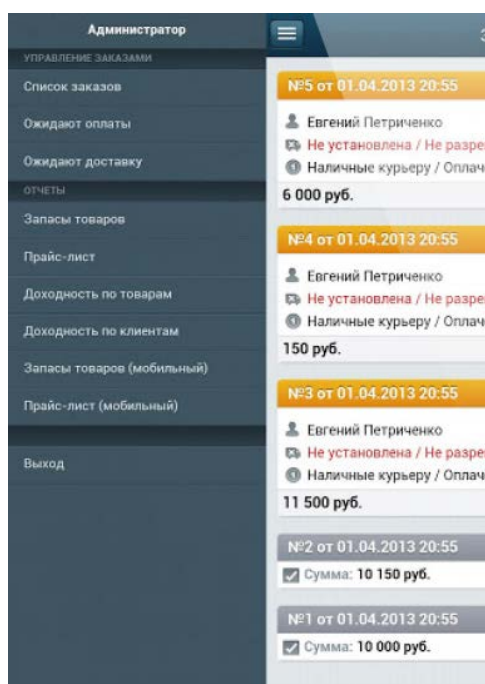 Администратор
УПРАВЛЕНИЕ ЗАКАЗАМИ
Список заказов
Ожидают оплаты
Ожидают доставку
ОТЧЕТЫ
Запасы товаров
Прайс-лист
Доходность по товарам
Доходность по клиентам
Запасы товаров (мобильный)
Прайс-лист (мобильный)
Выход
№5 от 01.04.2013 20:55
Евгений Петриченко
Не установлена / Не разре
Наличные курьеру / Оплач
6 000 руб.
№4 от 01.04.2013 20:55
Евгений Петриченко
Не установлена / Не разре
Наличные курьеру / Оплач
150 руб.
№3 от 01.04.2013 20:55
Евгений Петриченко
Не установлена / Не разре
Наличные курьеру / Оплач
11 500 руб.
№2 от 01.04.2013 20:55
Сумма: 10 150 руб.
№1 от 01.04.2013 20:55
Сумма: 10 000 руб.